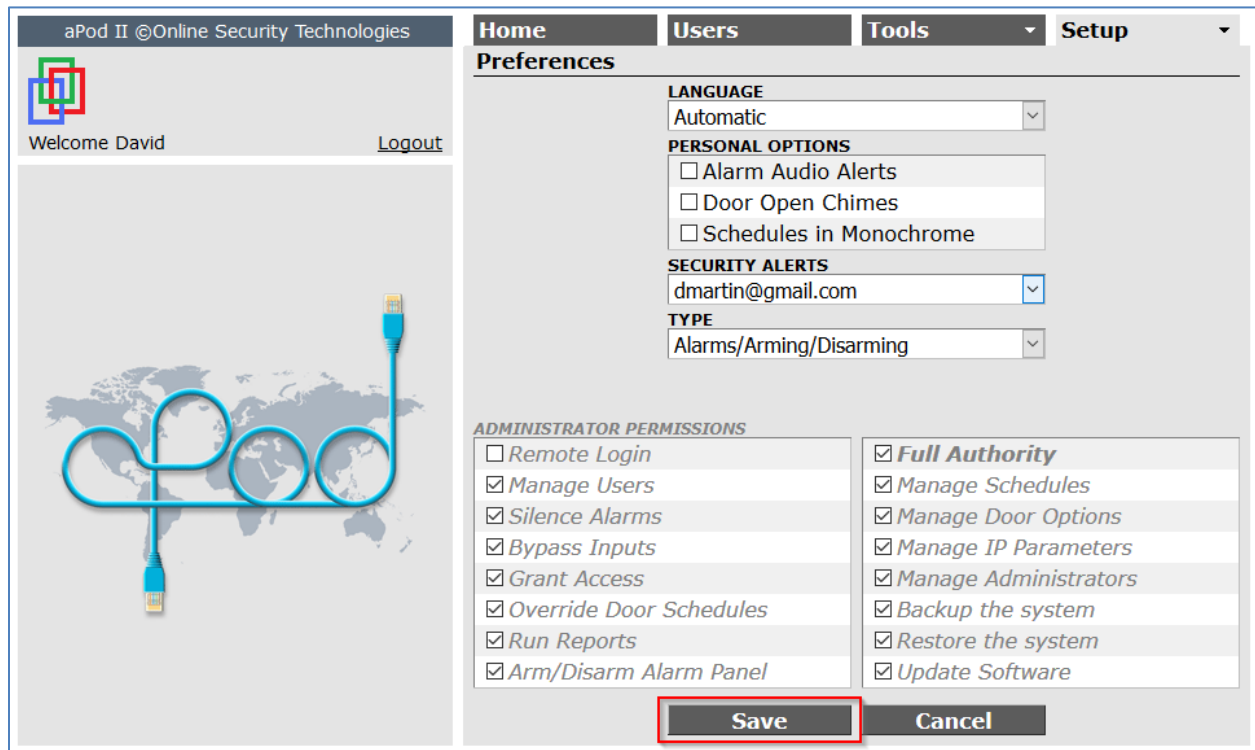 aPod II ©Online Security Technologies
Welcome David
Logout
Home
Users
Tools
Setup
Preferences
LANGUAGE
Automatic
PERSONAL OPTIONS
Alarm Audio Alerts
Door Open Chimes
Schedules in Monochrome
SECURITY ALERTS
dmartin@gmail.com
TYPE
Alarms/Arming/Disarming
aPod
ADMINISTRATOR PERMISSIONS
Remote Login
Manage Users
Silence Alarms
Bypass Inputs
Grant Access
Override Door Schedules
Run Reports
Arm/Disarm Alarm Panel
Full Authority
Manage Schedules
Manage Door Options
Manage IP Parameters
Manage Administrators
Backup the system
Restore the system
Update Software
Save
Cancel